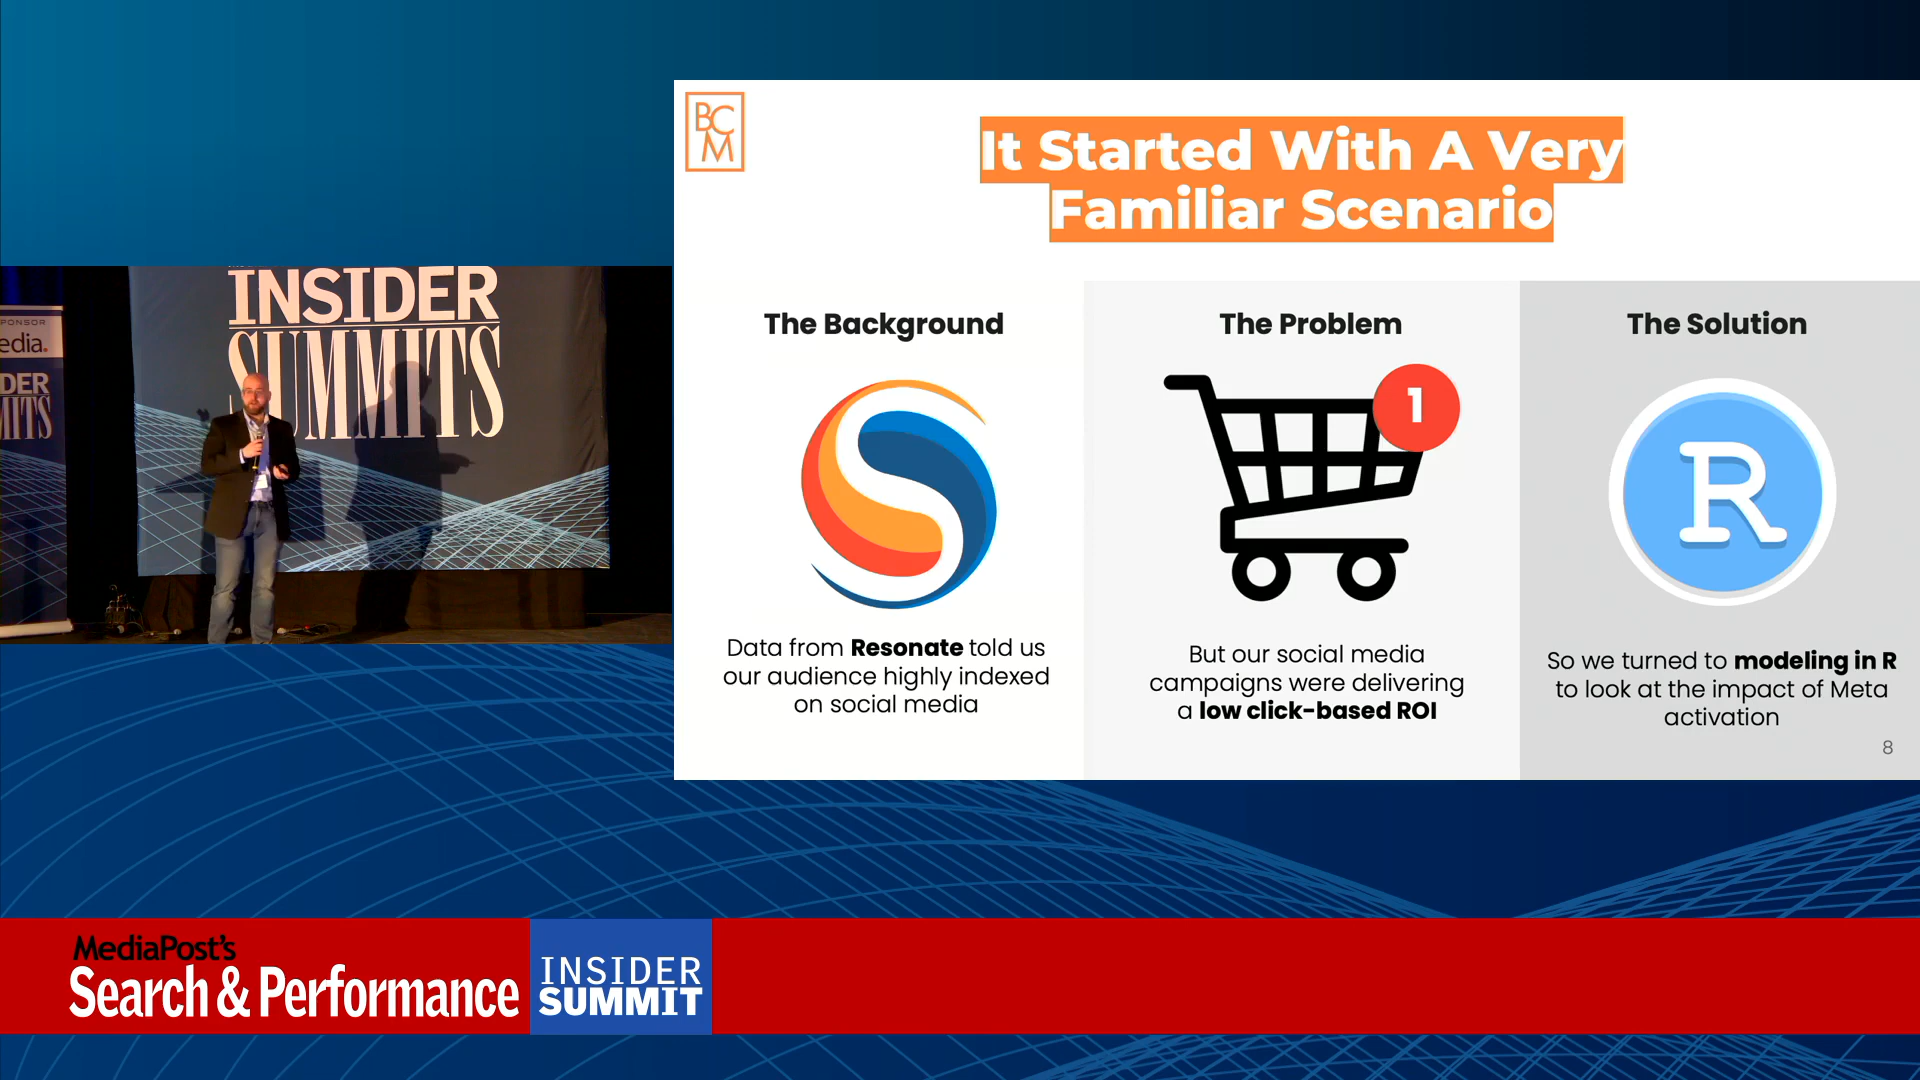 BC
M
It Started With A Very
Familiar Scenario
The Background
Data from Resonate told us
our audience highly indexed
on social media
The Problem
1
But our social media
campaigns were delivering
a low click-based ROI
The Solution
R
So we turned to modeling in R
to look at the impact of Meta
activation
8
INSIDER
SUMMITS
PONSOR
edia.
DER
MITS
MediaPost's
Search & Performance
INSIDER
SUMMIT